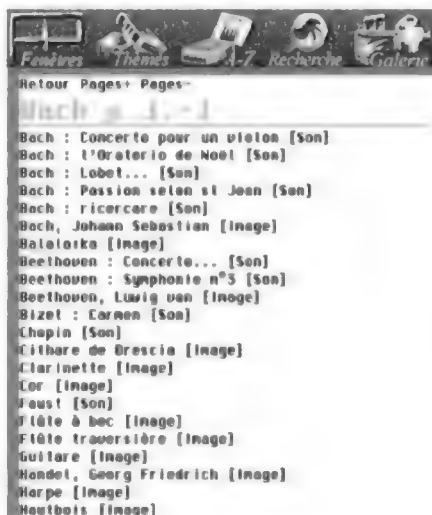 Fenêtres Thèmes A-Z Recherche Galerie
Retour Pages+ Pages-
Bach : Concerto pour un violon [Son]
Bach : l'Oratorio de Noël [Son]
Bach : Lobet... [Son]
Bach : Passion selon st Jean [Son]
Bach : ricercare [Son]
Bach, Johann Sebastian [Image]
Balalaïka [Image]
Beethoven : Concerto... [Son]
Beethoven : Symphonie n°3 [Son]
Beethoven, Luwig van [Image]
Bizet : Carmen [Son]
Chopin [Son]
Cithare de Brescia [Image]
Clarinette [Image]
Cor [Image]
Faust [Son]
Flûte à bec [Image]
Flûte traversière [Image]
Guitare [Image]
Handel, Georg Friedrich [Image]
Harpe [Image]
Hautbois [Image]